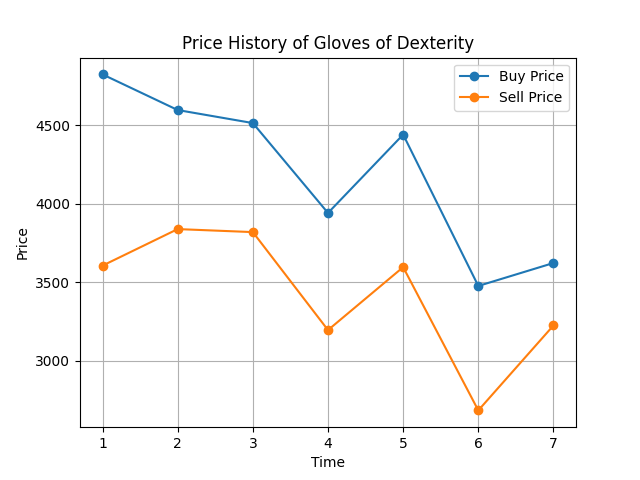 Price History of Gloves of Dexterity
Buy Price
Sell Price
4500
4000
3500
3000
Price
1 2 3 4 5 6 7
Time